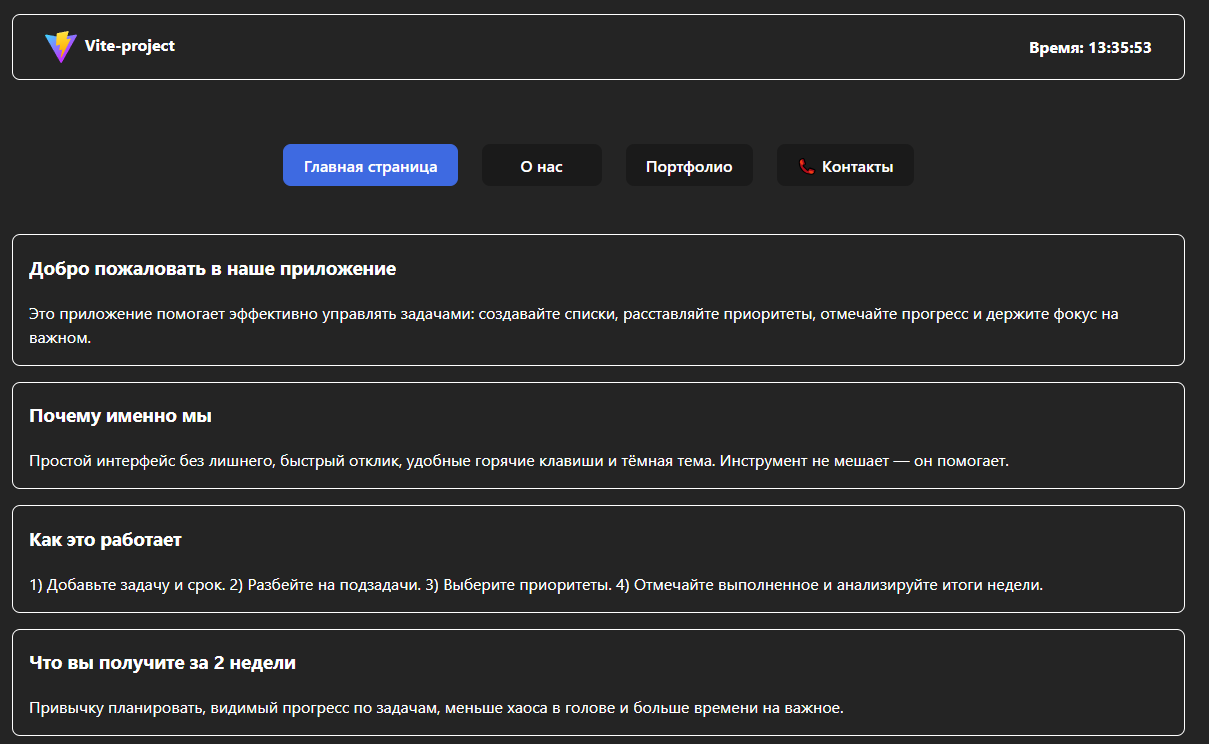 Vite-project
Время: 13:35:53
Главная страница
О нас
Портфолио
📞 Контакты
Добро пожаловать в наше приложение
Это приложение помогает эффективно управлять задачами: создавайте списки, расставляйте приоритеты, отмечайте прогресс и держите фокус на
важном.
Почему именно мы
Простой интерфейс без лишнего, быстрый отклик, удобные горячие клавиши и тёмная тема. Инструмент не мешает — он помогает.
Как это работает
1) Добавьте задачу и срок. 2) Разбейте на подзадачи. 3) Выберите приоритеты. 4) Отмечайте выполненное и анализируйте итоги недели.
Что вы получите за 2 недели
Привычку планировать, видимый прогресс по задачам, меньше хаоса в голове и больше времени на важное.